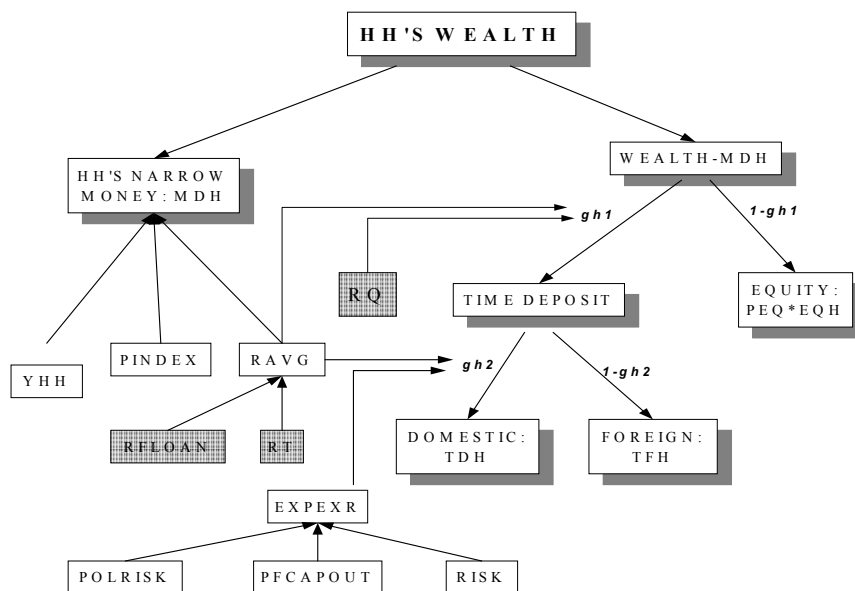 HH'S WEALTH
HH'S NARROW
MONEY: MDH
WEALTH-MDH
gh1
1-gh1
RQ
TIME DEPOSIT
EQUITY:
PEQ*EQH
YHH
PINDEX
RAVG
gh2
1-gh2
RFLOAN
RT
DOMESTIC:
TDH
FOREIGN:
TFH
EXPEXR
POLRISK
PFCAPOUT
RISK